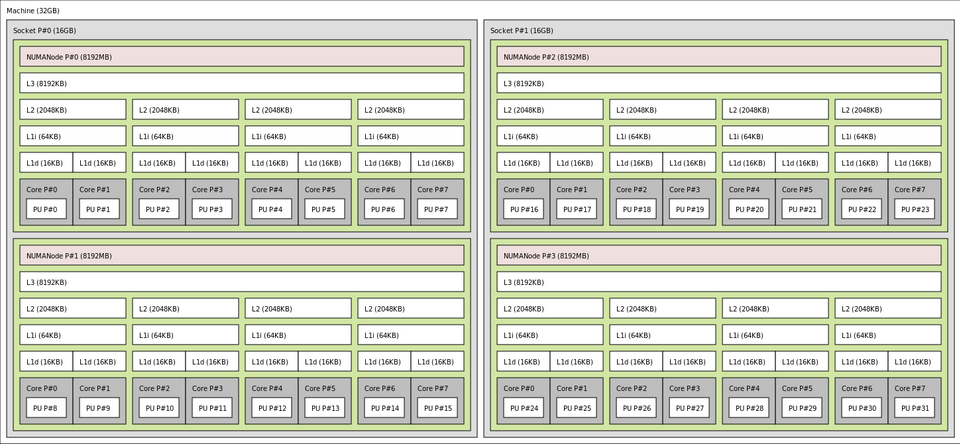 Machine (32GB)
Socket P#0 (16GB)
NUMANode P#0 (8192MB)
L3 (8192KB)
L2 (2048KB) L2 (2048KB) L2 (2048KB) L2 (2048KB)
L1i (64KB) L1i (64KB) L1i (64KB) L1i (64KB)
L1d (16KB) L1d (16KB) L1d (16KB) L1d (16KB) L1d (16KB) L1d (16KB) L1d (16KB) L1d (16KB)
Core P#0 Core P#1 Core P#2 Core P#3 Core P#4 Core P#5 Core P#6 Core P#7
PU P#0 PU P#1 PU P#2 PU P#3 PU P#4 PU P#5 PU P#6 PU P#7
NUMANode P#1 (8192MB)
L3 (8192KB)
L2 (2048KB) L2 (2048KB) L2 (2048KB) L2 (2048KB)
L1i (64KB) L1i (64KB) L1i (64KB) L1i (64KB)
L1d (16KB) L1d (16KB) L1d (16KB) L1d (16KB) L1d (16KB) L1d (16KB) L1d (16KB) L1d (16KB)
Core P#0 Core P#1 Core P#2 Core P#3 Core P#4 Core P#5 Core P#6 Core P#7
PU P#8 PU P#9 PU P#10 PU P#11 PU P#12 PU P#13 PU P#14 PU P#15
Socket P#1 (16GB)
NUMANode P#2 (8192MB)
L3 (8192KB)
L2 (2048KB) L2 (2048KB) L2 (2048KB) L2 (2048KB)
L1i (64KB) L1i (64KB) L1i (64KB) L1i (64KB)
L1d (16KB) L1d (16KB) L1d (16KB) L1d (16KB) L1d (16KB) L1d (16KB) L1d (16KB) L1d (16KB)
Core P#0 Core P#1 Core P#2 Core P#3 Core P#4 Core P#5 Core P#6 Core P#7
PU P#16 PU P#17 PU P#18 PU P#19 PU P#20 PU P#21 PU P#22 PU P#23
NUMANode P#3 (8192MB)
L3 (8192KB)
L2 (2048KB) L2 (2048KB) L2 (2048KB) L2 (2048KB)
L1i (64KB) L1i (64KB) L1i (64KB) L1i (64KB)
L1d (16KB) L1d (16KB) L1d (16KB) L1d (16KB) L1d (16KB) L1d (16KB) L1d (16KB) L1d (16KB)
Core P#0 Core P#1 Core P#2 Core P#3 Core P#4 Core P#5 Core P#6 Core P#7
PU P#24 PU P#25 PU P#26 PU P#27 PU P#28 PU P#29 PU P#30 PU P#31